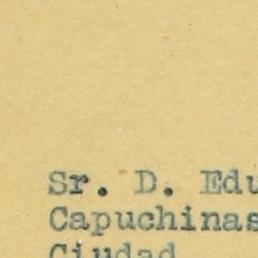 Sr. D. Edu
Capuchinas
Ciudad